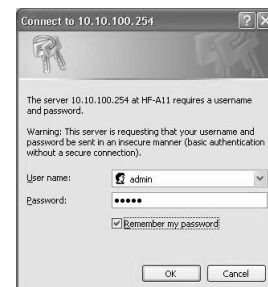 Connect to 10.10.100.254
The server 10.10.100.254 at HF-A11 requires a username
and password.
Warning: This server is requesting that your username and
password be sent in an insecure manner (basic authentication
without a secure connection).
User name:
admin
Password:
•••••
Remember my password
OK
Cancel